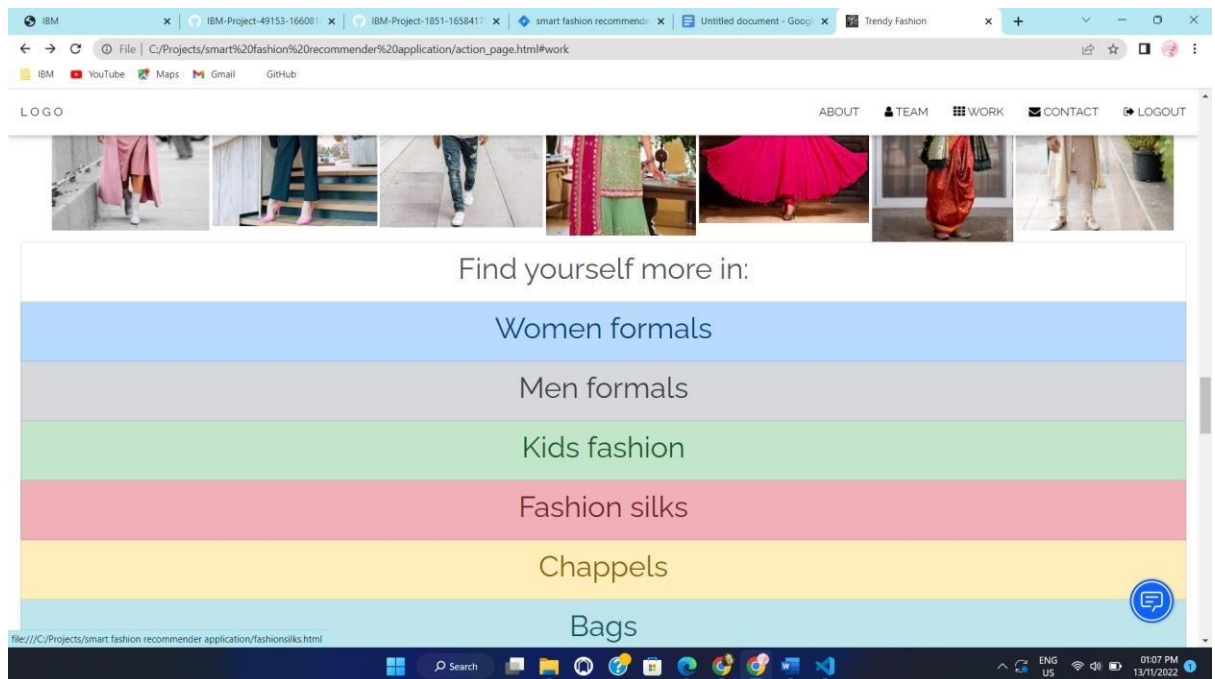 IBM
IBM-Project-49153-16608
IBM-Project-1851-1658417
smart fashion recommende
Untitled document - Goog
Trendy Fashion
File | C:/Projects/smart%20fashion%20recommender%20application/action_page.html#work
IBM YouTube Maps Gmail GitHub
LOGO ABOUT TEAM WORK CONTACT LOGOUT
Find yourself more in:
Women formals
Men formals
Kids fashion
Fashion silks
Chappels
Bags
file:///C:/Projects/smart fashion recommender application/fashionsilks.html
Search
ENG
US
01:07 PM
13/11/2022
1